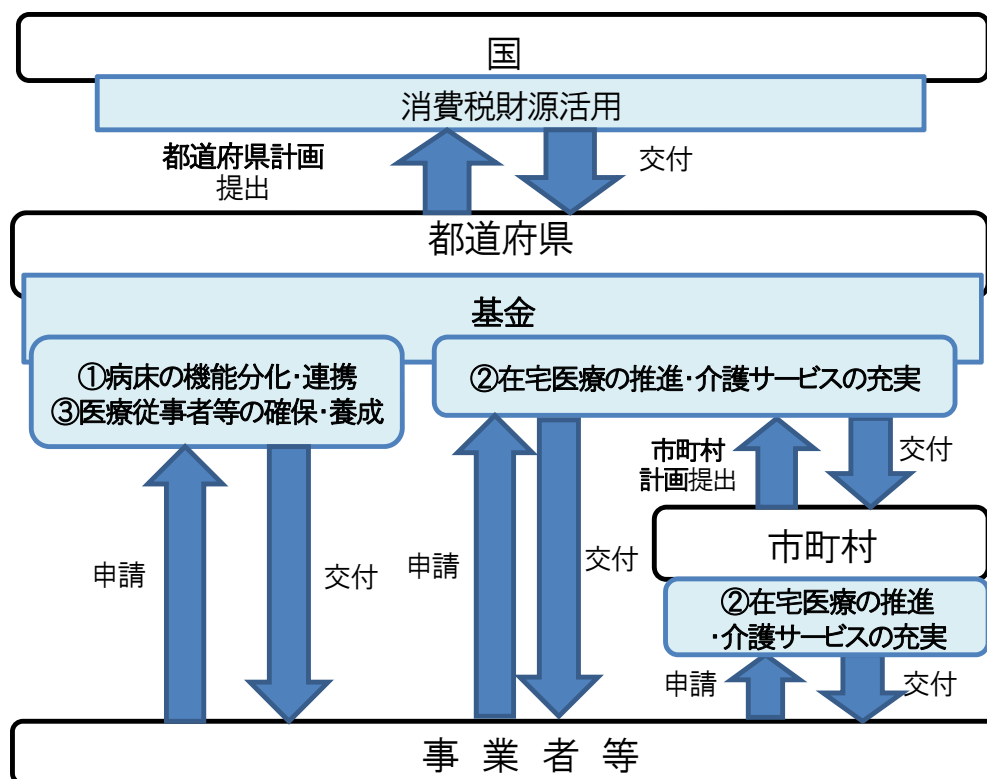 国
消費税財源活用
都道府県計画
提出
交付
都道府県
基金
①病床の機能分化・連携
③医療従事者等の確保・養成
②在宅医療の推進・介護サービスの充実
市町村
計画提出
交付
市町村
②在宅医療の推進
・介護サービスの充実
申請
交付
申請
交付
申請
交付
事業者等